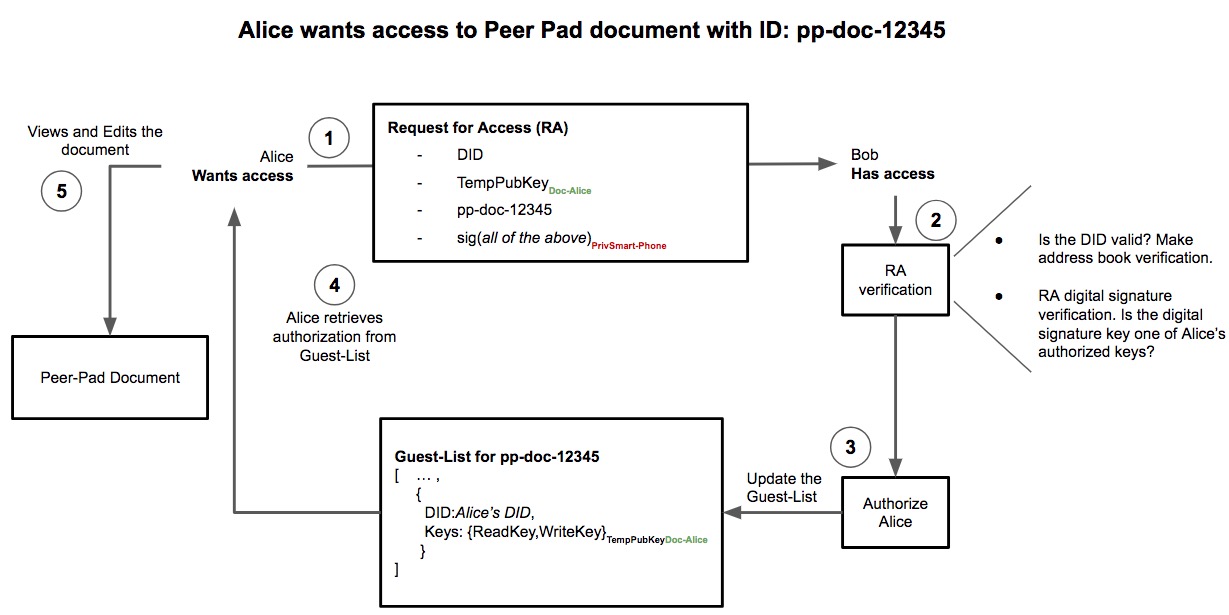 Alice wants access to Peer Pad document with ID: pp-doc-12345
Views and Edits the
document
5
Alice
Wants access
1
Request for Access (RA)
- DID
- TempPubKeyDoc-Alice
- pp-doc-12345
- sig(all of the above)PrivSmart-Phone
Bob
Has access
2
RA
verification
• Is the DID valid? Make
address book verification.
• RA digital signature
verification. Is the digital
signature key one of Alice's
authorized keys?
4
Alice retrieves
authorization from
Guest-List
Peer-Pad Document
Guest-List for pp-doc-12345
[ … ,
{
DID:Alice’s DID,
Keys: {ReadKey,WriteKey}TempPubKeyDoc-Alice
}
]
3
Update the
Guest-List
Authorize
Alice